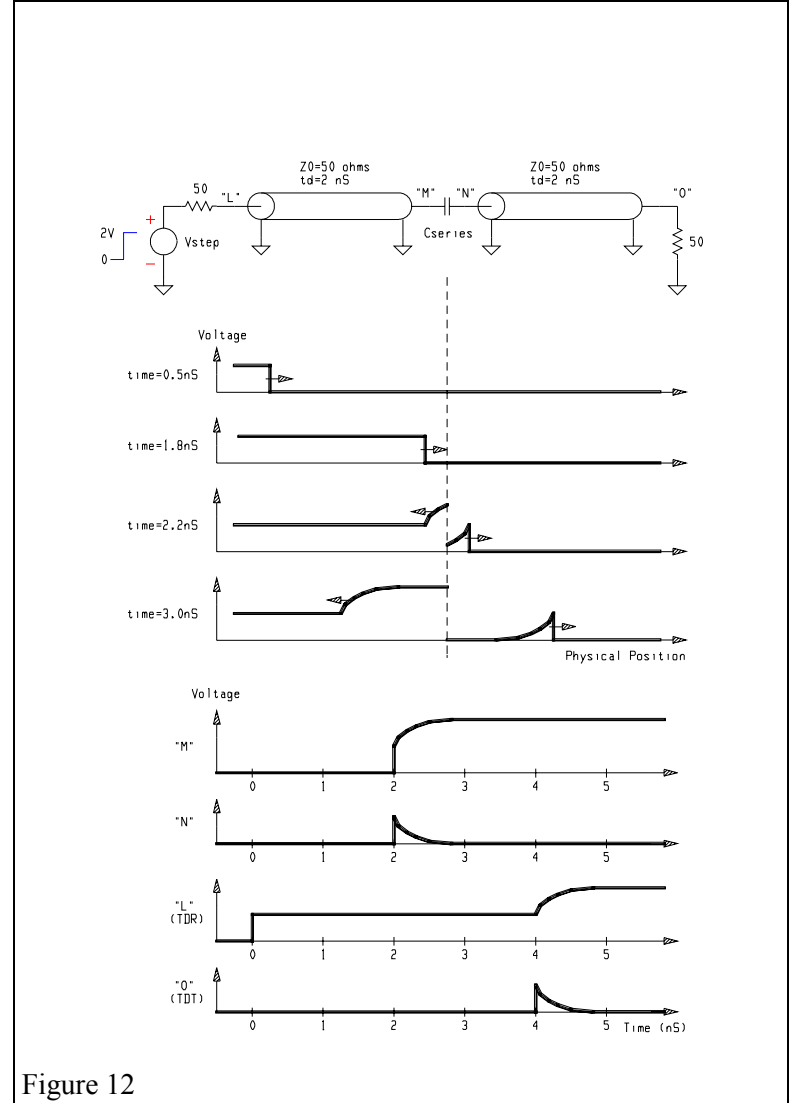 Z0=50 ohms
td=2 nS
Z0=50 ohms
td=2 nS
50
"L"
"M"
"N"
"O"
+
2V
0
Vstep
−
Cseries
50
Voltage
time=0.5nS
time=1.8nS
time=2.2nS
time=3.0nS
Physical Position
Voltage
"M"
0 1 2 3 4 5
"N"
0 1 2 3 4 5
"L"
(TDR)
0 1 2 3 4 5
"O"
(TDT)
0 1 2 3 4 5 Time (nS)
Figure 12